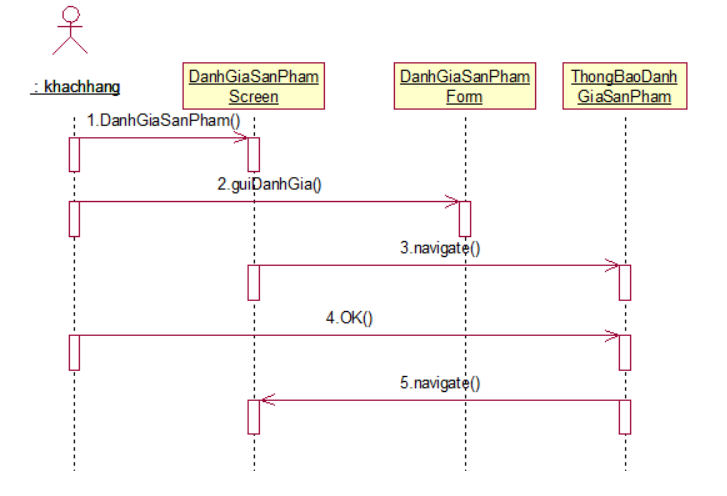 : khachhang
DanhGiaSanPham
Screen
DanhGiaSanPham
Form
ThongBaoDanh
GiaSanPham
1.DanhGiaSanPham()
2.guiDanhGia()
3.navigate()
4.OK()
5.navigate()